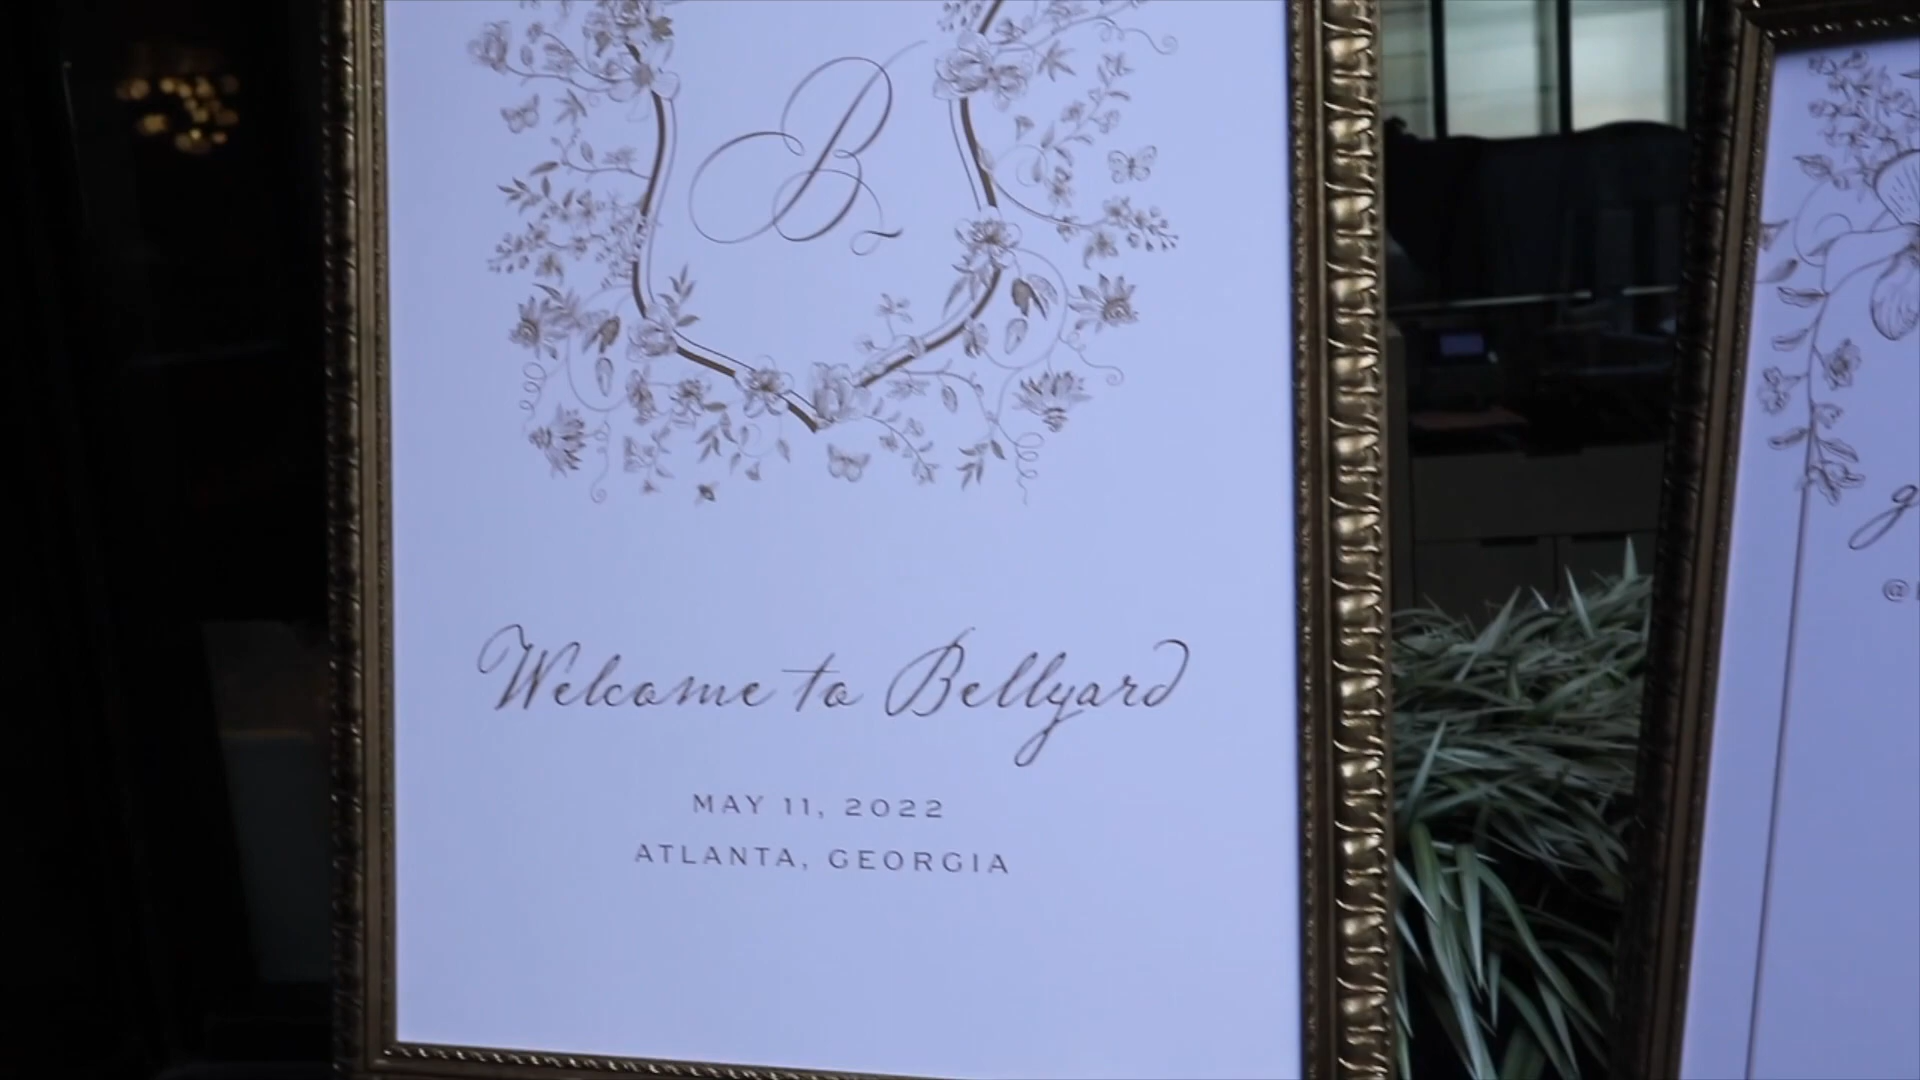 B
Welcome to Bellyard
MAY 11, 2022
ATLANTA, GEORGIA
@